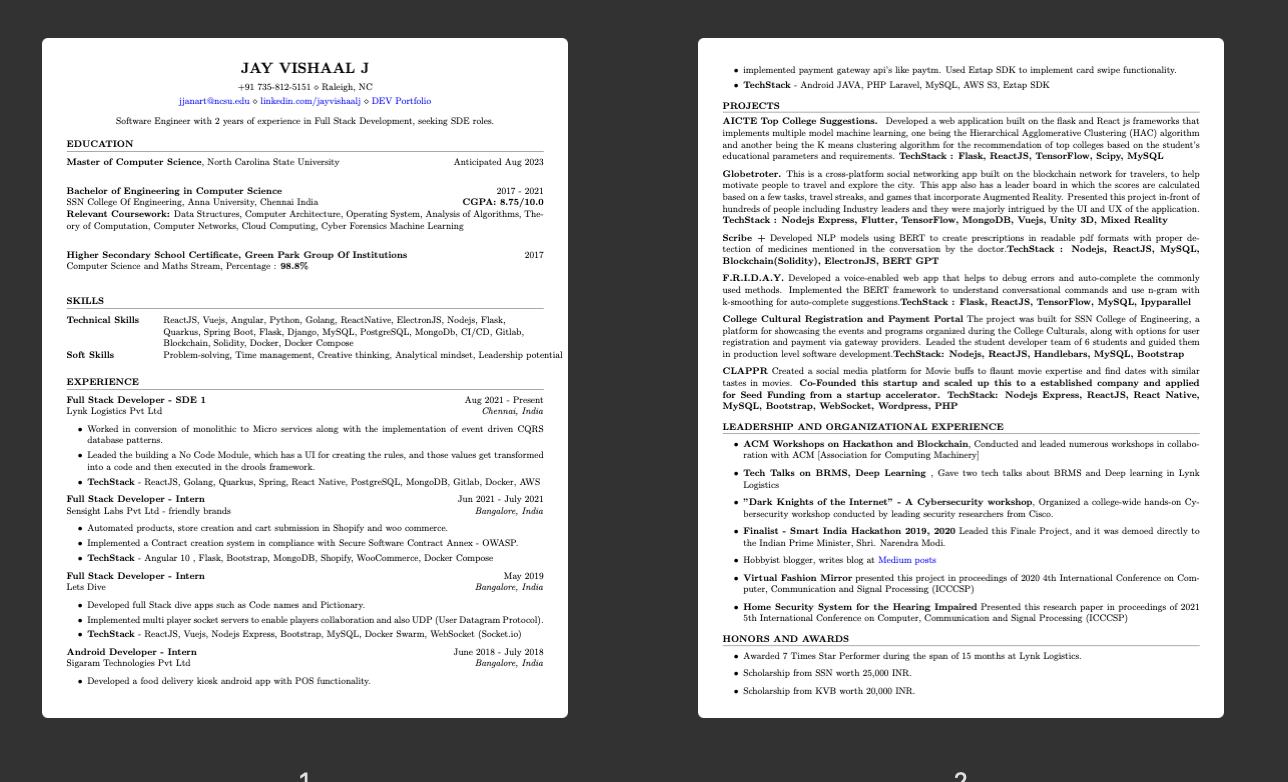 JAY VISHAAL J
+91 735-812-5151 ⋄ Raleigh, NC
jjanart@ncsu.edu ⋄ linkedin.com/jayvishaalj ⋄ DEV Portfolio
Software Engineer with 2 years of experience in Full Stack Development, seeking SDE roles.
EDUCATION
Master of Computer Science, North Carolina State University Anticipated Aug 2023
Bachelor of Engineering in Computer Science 2017 - 2021
SSN College Of Engineering, Anna University, Chennai India CGPA: 8.75/10.0
Relevant Coursework: Data Structures, Computer Architecture, Operating System, Analysis of Algorithms, The-
ory of Computation, Computer Networks, Cloud Computing, Cyber Forensics Machine Learning
Higher Secondary School Certificate, Green Park Group Of Institutions 2017
Computer Science and Maths Stream, Percentage : 98.8%
SKILLS
Technical Skills ReactJS, Vuejs, Angular, Python, Golang, ReactNative, ElectronJS, Nodejs, Flask,
Quarkus, Spring Boot, Flask, Django, MySQL, PostgreSQL, MongoDb, CI/CD, Gitlab,
Blockchain, Solidity, Docker, Docker Compose
Soft Skills Problem-solving, Time management, Creative thinking, Analytical mindset, Leadership potential
EXPERIENCE
Full Stack Developer - SDE 1 Aug 2021 - Present
Lynk Logistics Pvt Ltd Chennai, India
• Worked in conversion of monolithic to Micro services along with the implementation of event driven CQRS
database patterns.
• Leaded the building a No Code Module, which has a UI for creating the rules, and those values get transformed
into a code and then executed in the drools framework.
• TechStack - ReactJS, Golang, Quarkus, Spring, React Native, PostgreSQL, MongoDB, Gitlab, Docker, AWS
Full Stack Developer - Intern Jun 2021 - July 2021
Sensight Labs Pvt Ltd - friendly brands Bangalore, India
• Automated products, store creation and cart submission in Shopify and woo commerce.
• Implemented a Contract creation system in compliance with Secure Software Contract Annex - OWASP.
• TechStack - Angular 10 , Flask, Bootstrap, MongoDB, Shopify, WooCommerce, Docker Compose
Full Stack Developer - Intern May 2019
Lets Dive Bangalore, India
• Developed full Stack dive apps such as Code names and Pictionary.
• Implemented multi player socket servers to enable players collaboration and also UDP (User Datagram Protocol).
• TechStack - ReactJS, Vuejs, Nodejs Express, Bootstrap, MySQL, Docker Swarm, WebSocket (Socket.io)
Android Developer - Intern June 2018 - July 2018
Sigaram Technologies Pvt Ltd Bangalore, India
• Developed a food delivery kiosk android app with POS functionality.
1
• implemented payment gateway api's like paytm. Used Eztap SDK to implement card swipe functionality.
• TechStack - Android JAVA, PHP Laravel, MySQL, AWS S3, Eztap SDK
PROJECTS
AICTE Top College Suggestions. Developed a web application built on the flask and React js frameworks that
implements multiple model machine learning, one being the Hierarchical Agglomerative Clustering (HAC) algorithm
and another being the K means clustering algorithm for the recommendation of top colleges based on the student's
educational parameters and requirements. TechStack : Flask, ReactJS, TensorFlow, Scipy, MySQL
Globetroter. This is a cross-platform social networking app built on the blockchain network for travelers, to help
motivate people to travel and explore the city. This app also has a leader board in which the scores are calculated
based on a few tasks, travel streaks, and games that incorporate Augmented Reality. Presented this project in-front of
hundreds of people including Industry leaders and they were majorly intrigued by the UI and UX of the application.
TechStack : Nodejs Express, Flutter, TensorFlow, MongoDB, Vuejs, Unity 3D, Mixed Reality
Scribe + Developed NLP models using BERT to create prescriptions in readable pdf formats with proper de-
tection of medicines mentioned in the conversation by the doctor.TechStack : Nodejs, ReactJS, MySQL,
Blockchain(Solidity), ElectronJS, BERT GPT
F.R.I.D.A.Y. Developed a voice-enabled web app that helps to debug errors and auto-complete the commonly
used methods. Implemented the BERT framework to understand conversational commands and use n-gram with
k-smoothing for auto-complete suggestions.TechStack : Flask, ReactJS, TensorFlow, MySQL, Ipyparallel
College Cultural Registration and Payment Portal The project was built for SSN College of Engineering, a
platform for showcasing the events and programs organized during the College Culturals, along with options for user
registration and payment via gateway providers. Leaded the student developer team of 6 students and guided them
in production level software development.TechStack: Nodejs, ReactJS, Handlebars, MySQL, Bootstrap
CLAPPR Created a social media platform for Movie buffs to flaunt movie expertise and find dates with similar
tastes in movies. Co-Founded this startup and scaled up this to a established company and applied
for Seed Funding from a startup accelerator. TechStack: Nodejs Express, ReactJS, React Native,
MySQL, Bootstrap, WebSocket, Wordpress, PHP
LEADERSHIP AND ORGANIZATIONAL EXPERIENCE
• ACM Workshops on Hackathon and Blockchain, Conducted and leaded numerous workshops in collabo-
ration with ACM [Association for Computing Machinery]
• Tech Talks on BRMS, Deep Learning , Gave two tech talks about BRMS and Deep learning in Lynk
Logistics
• "Dark Knights of the Internet" - A Cybersecurity workshop, Organized a college-wide hands-on Cy-
bersecurity workshop conducted by leading security researchers from Cisco.
• Finalist - Smart India Hackathon 2019, 2020 Leaded this Finale Project, and it was demoed directly to
the Indian Prime Minister, Shri. Narendra Modi.
• Hobbyist blogger, writes blog at Medium posts
• Virtual Fashion Mirror presented this project in proceedings of 2020 4th International Conference on Com-
puter, Communication and Signal Processing (ICCCSP)
• Home Security System for the Hearing Impaired Presented this research paper in proceedings of 2021
5th International Conference on Computer, Communication and Signal Processing (ICCCSP)
HONORS AND AWARDS
• Awarded 7 Times Star Performer during the span of 15 months at Lynk Logistics.
• Scholarship from SSN worth 25,000 INR.
• Scholarship from KVB worth 20,000 INR.
2